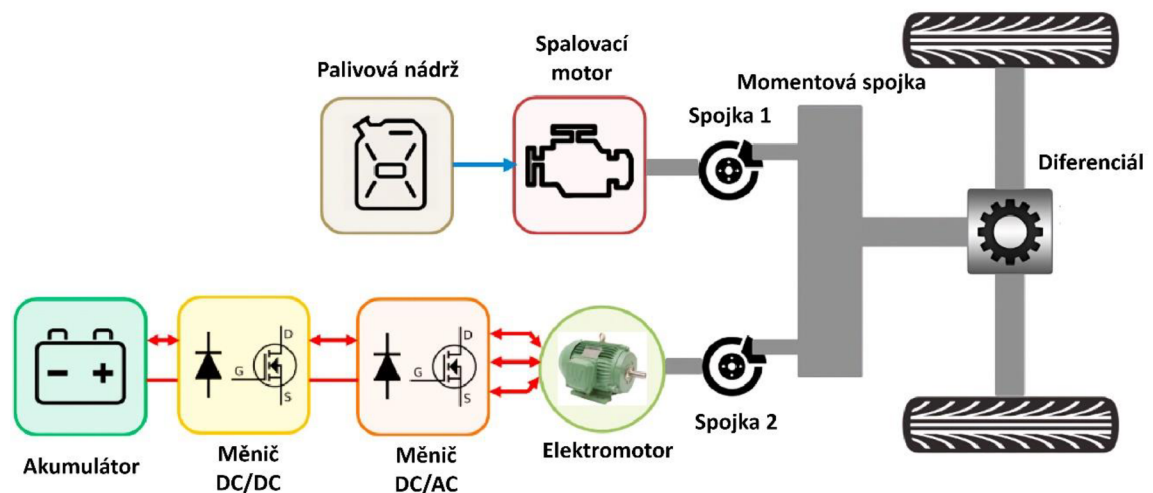 Palivová nádrž
Spalovací
motor
Spojka 1
Momentová spojka
Diferenciál
D
G
S
D
G
S
Akumulátor
Měnič
DC/DC
Měnič
DC/AC
Elektromotor
Spojka 2